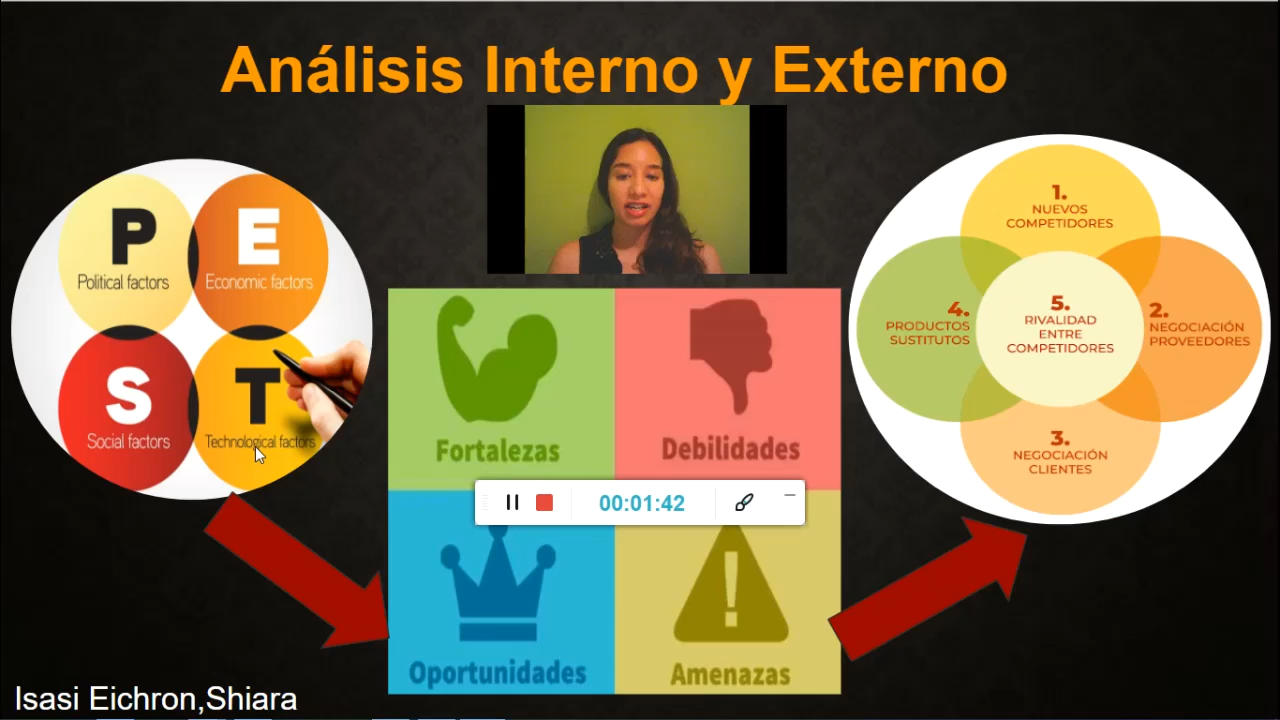 Análisis Interno y Externo
P
Political factors
E
Economic factors
S
Social factors
T
Technological factors
Fortalezas
Debilidades
00:01:42
Oportunidades
Amenazas
1.
NUEVOS
COMPETIDORES
4.
PRODUCTOS
SUSTITUTOS
5.
RIVALIDAD
ENTRE
COMPETIDORES
2.
NEGOCIACIÓN
PROVEEDORES
3.
NEGOCIACIÓN
CLIENTES
Isasi Eichron,Shiara